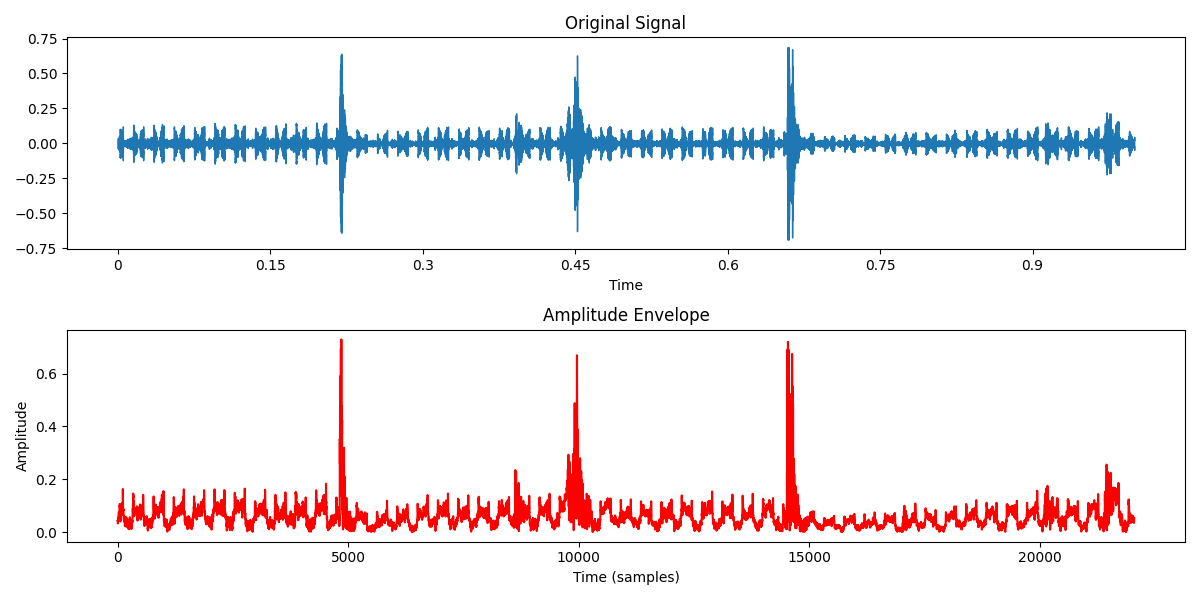 Original Signal
0.75
0.50
0.25
0.00
−0.25
−0.50
−0.75
0 0.15 0.3 0.45 0.6 0.75 0.9
Time
Amplitude Envelope
Amplitude
0.6
0.4
0.2
0.0
0 5000 10000 15000 20000
Time (samples)